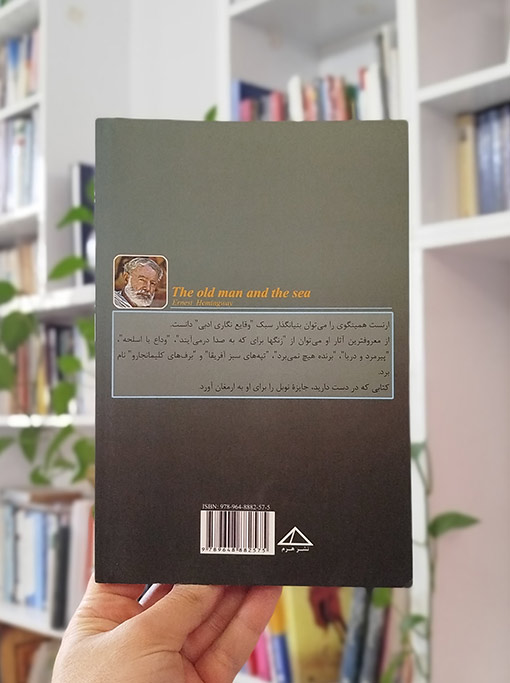 The old man and the sea
Ernest Hemingway
ارنست همینگوی را می‌توان بنیانگذار سبک "وقایع نگاری ادبی" دانست.
از معروفترین آثار او می‌توان از "زنگها برای که به صدا درمی‌آیند"، "وداع با اسلحه"،
"پیرمرد و دریا"، "برنده هیچ نمی‌برد"، "تپه‌های سبز آفریقا" و "برف‌های کلیمانجارو" نام
برد.
کتابی که در دست دارید، جایزهٔ نوبل را برای او به ارمغان آورد.
ISBN: 978-964-8882-57-5
9789648882575
نشر هرم